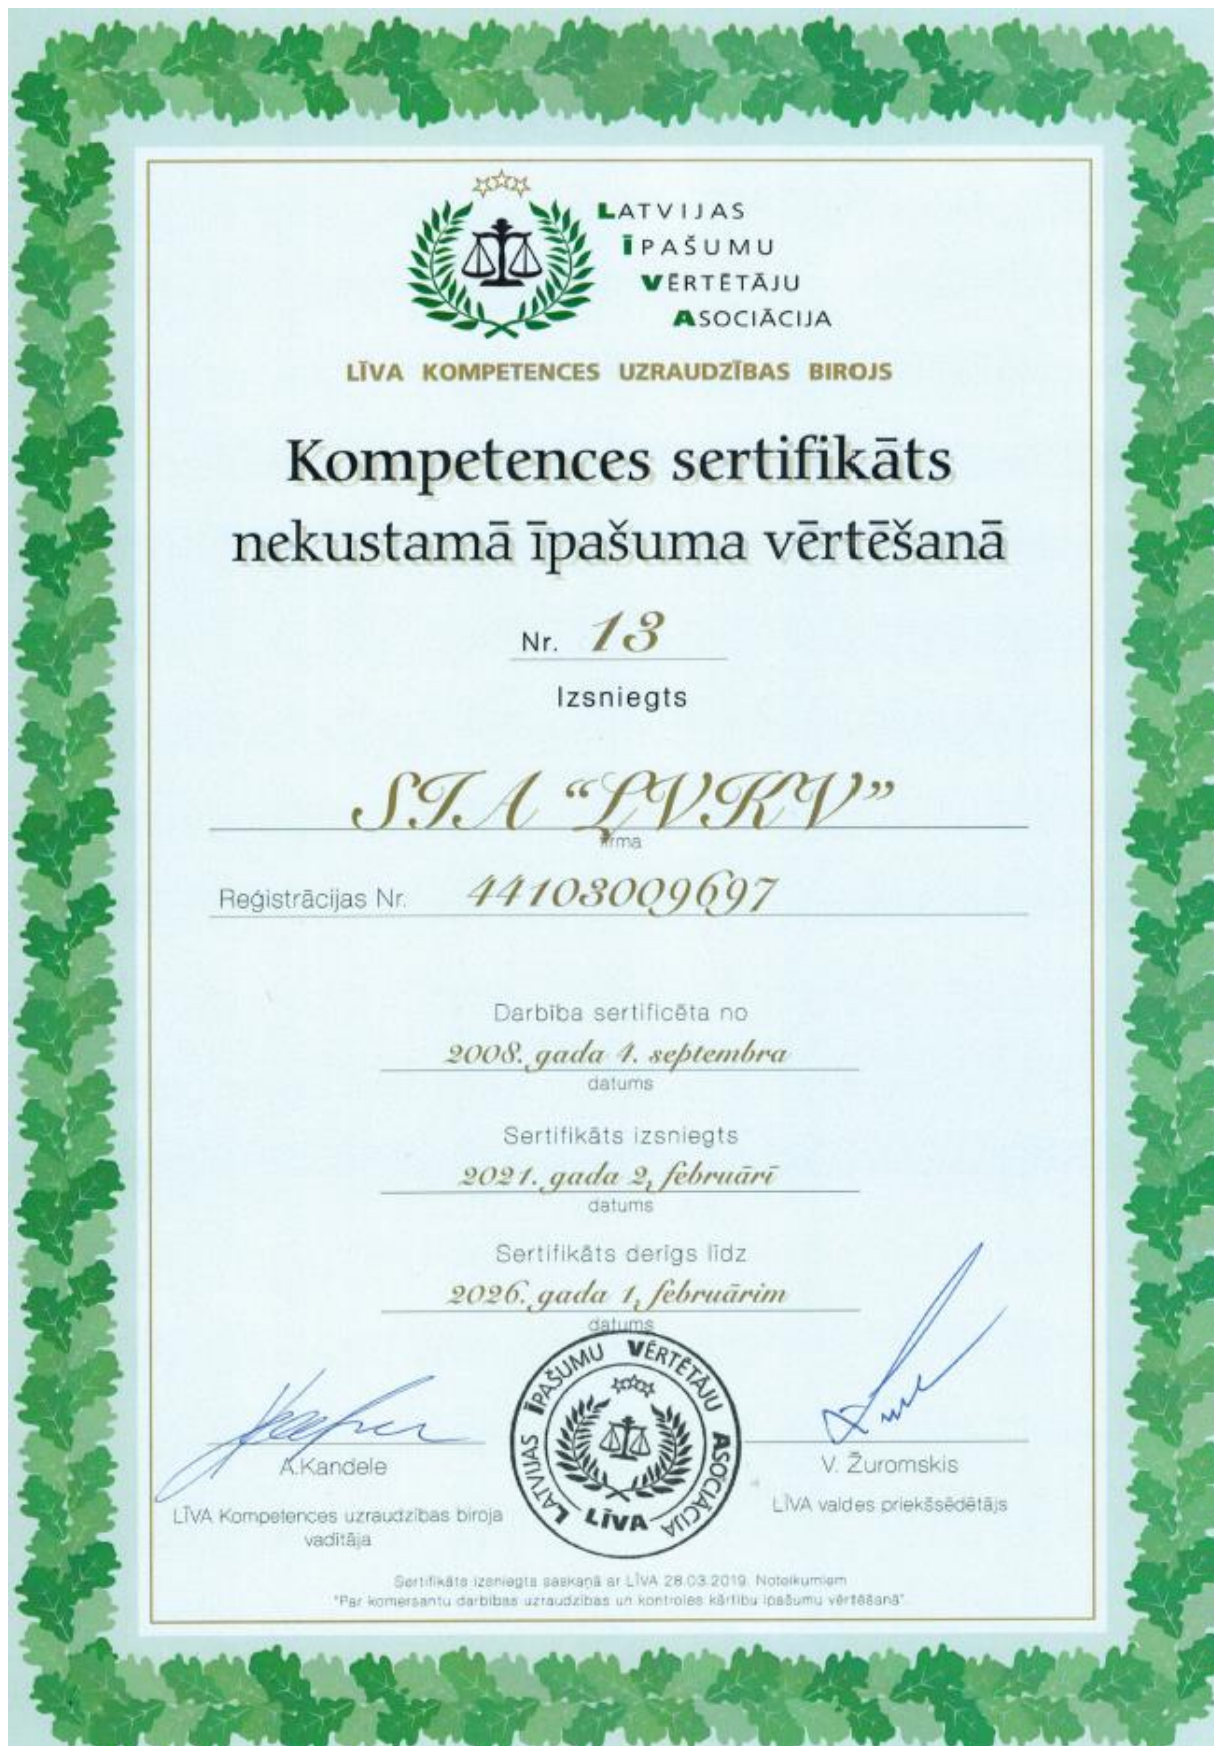 LATVIJAS
ĪPAŠUMU
VĒRTĒTĀJU
ASOCIĀCIJA
LĪVA KOMPETENCES UZRAUDZĪBAS BIROJS
Kompetences sertifikāts
nekustamā īpašuma vērtēšanā
Nr. 13
Izsniegts
SIA “LVKV”
firma
Reģistrācijas Nr. 44103009697
Darbība sertificēta no
2008. gada 4. septembra
datums
Sertifikāts izsniegts
2021. gada 2. februārī
datums
Sertifikāts derīgs līdz
2026. gada 1. februārim
datums
LATVIJAS ĪPAŠUMU VĒRTĒTĀJU ASOCIĀCIJA
LĪVA
A.Kandele
LĪVA Kompetences uzraudzības biroja
vadītāja
V. Žuromskis
LĪVA valdes priekšsēdētājs
Sertifikāts izsniegts saskaņā ar LĪVA 28.03.2019. Noteikumiem
"Par komersantu darbības uzraudzības un kontroles kārtību īpašumu vērtēšanā".